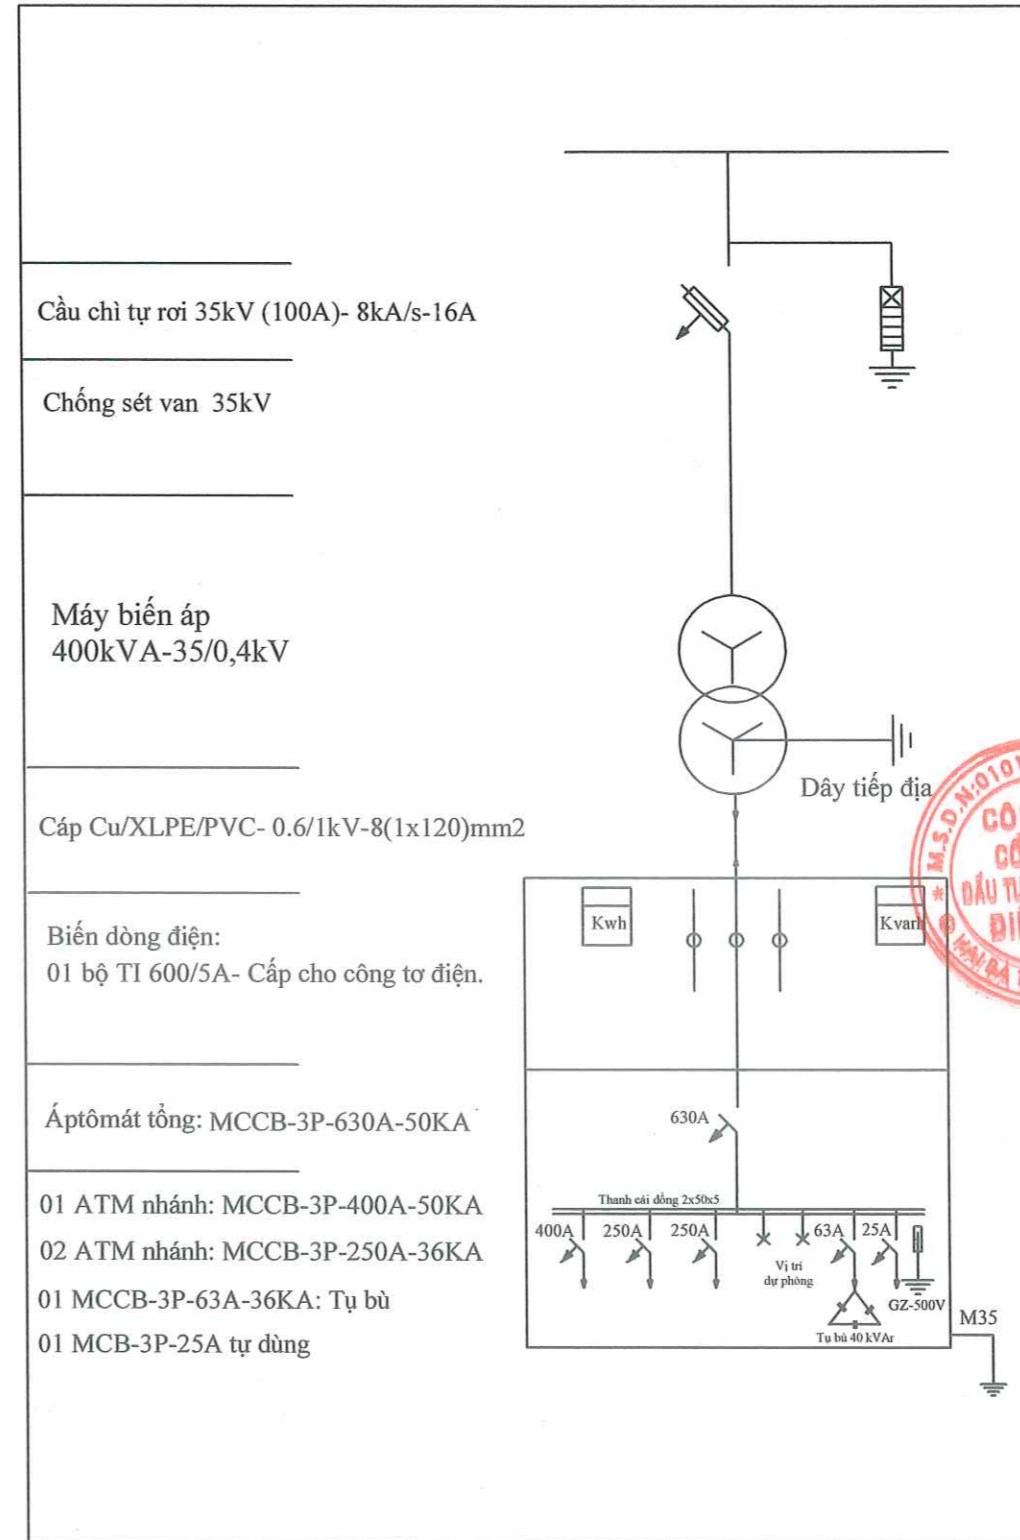 Cầu chì tự rơi 35kV (100A)- 8kA/s-16A
Chống sét van 35kV
Máy biến áp
400kVA-35/0,4kV
Dây tiếp địa
Cáp Cu/XLPE/PVC- 0.6/1kV-8(1x120)mm2
Biến dòng điện:
01 bộ TI 600/5A- Cấp cho công tơ điện.
Kwh
Kvarh
Áptômát tổng: MCCB-3P-630A-50KA
630A
01 ATM nhánh: MCCB-3P-400A-50KA
02 ATM nhánh: MCCB-3P-250A-36KA
01 MCCB-3P-63A-36KA: Tụ bù
01 MCB-3P-25A tự dùng
Thanh cái đồng 2x50x5
400A
250A
250A
63A
25A
Vị trí
dự phòng
GZ-500V
Tụ bù 40 kVAr
M35
M.S.D.N:0101
ĐẦU TƯ